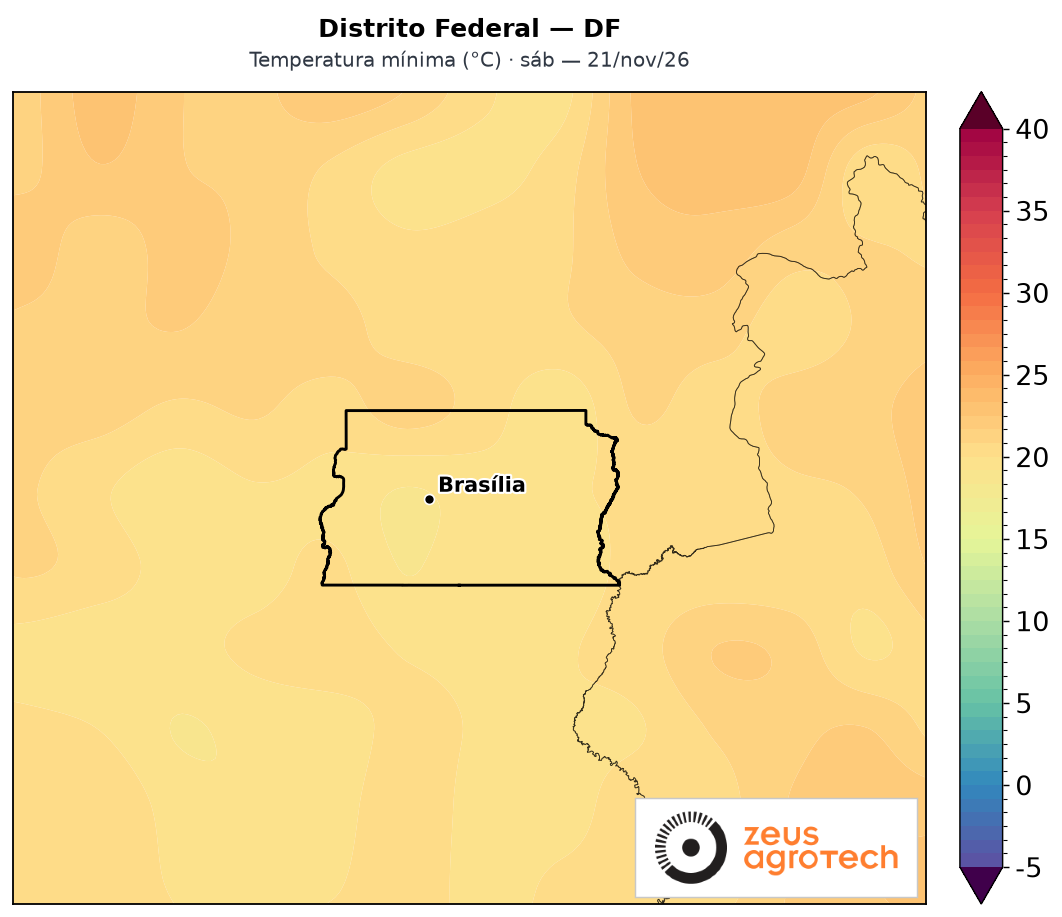 Distrito Federal — DF
Temperatura mínima (°C) · sáb — 21/nov/26
Brasília
40
35
30
25
20
15
10
5
0
-5
zeus
agrotech